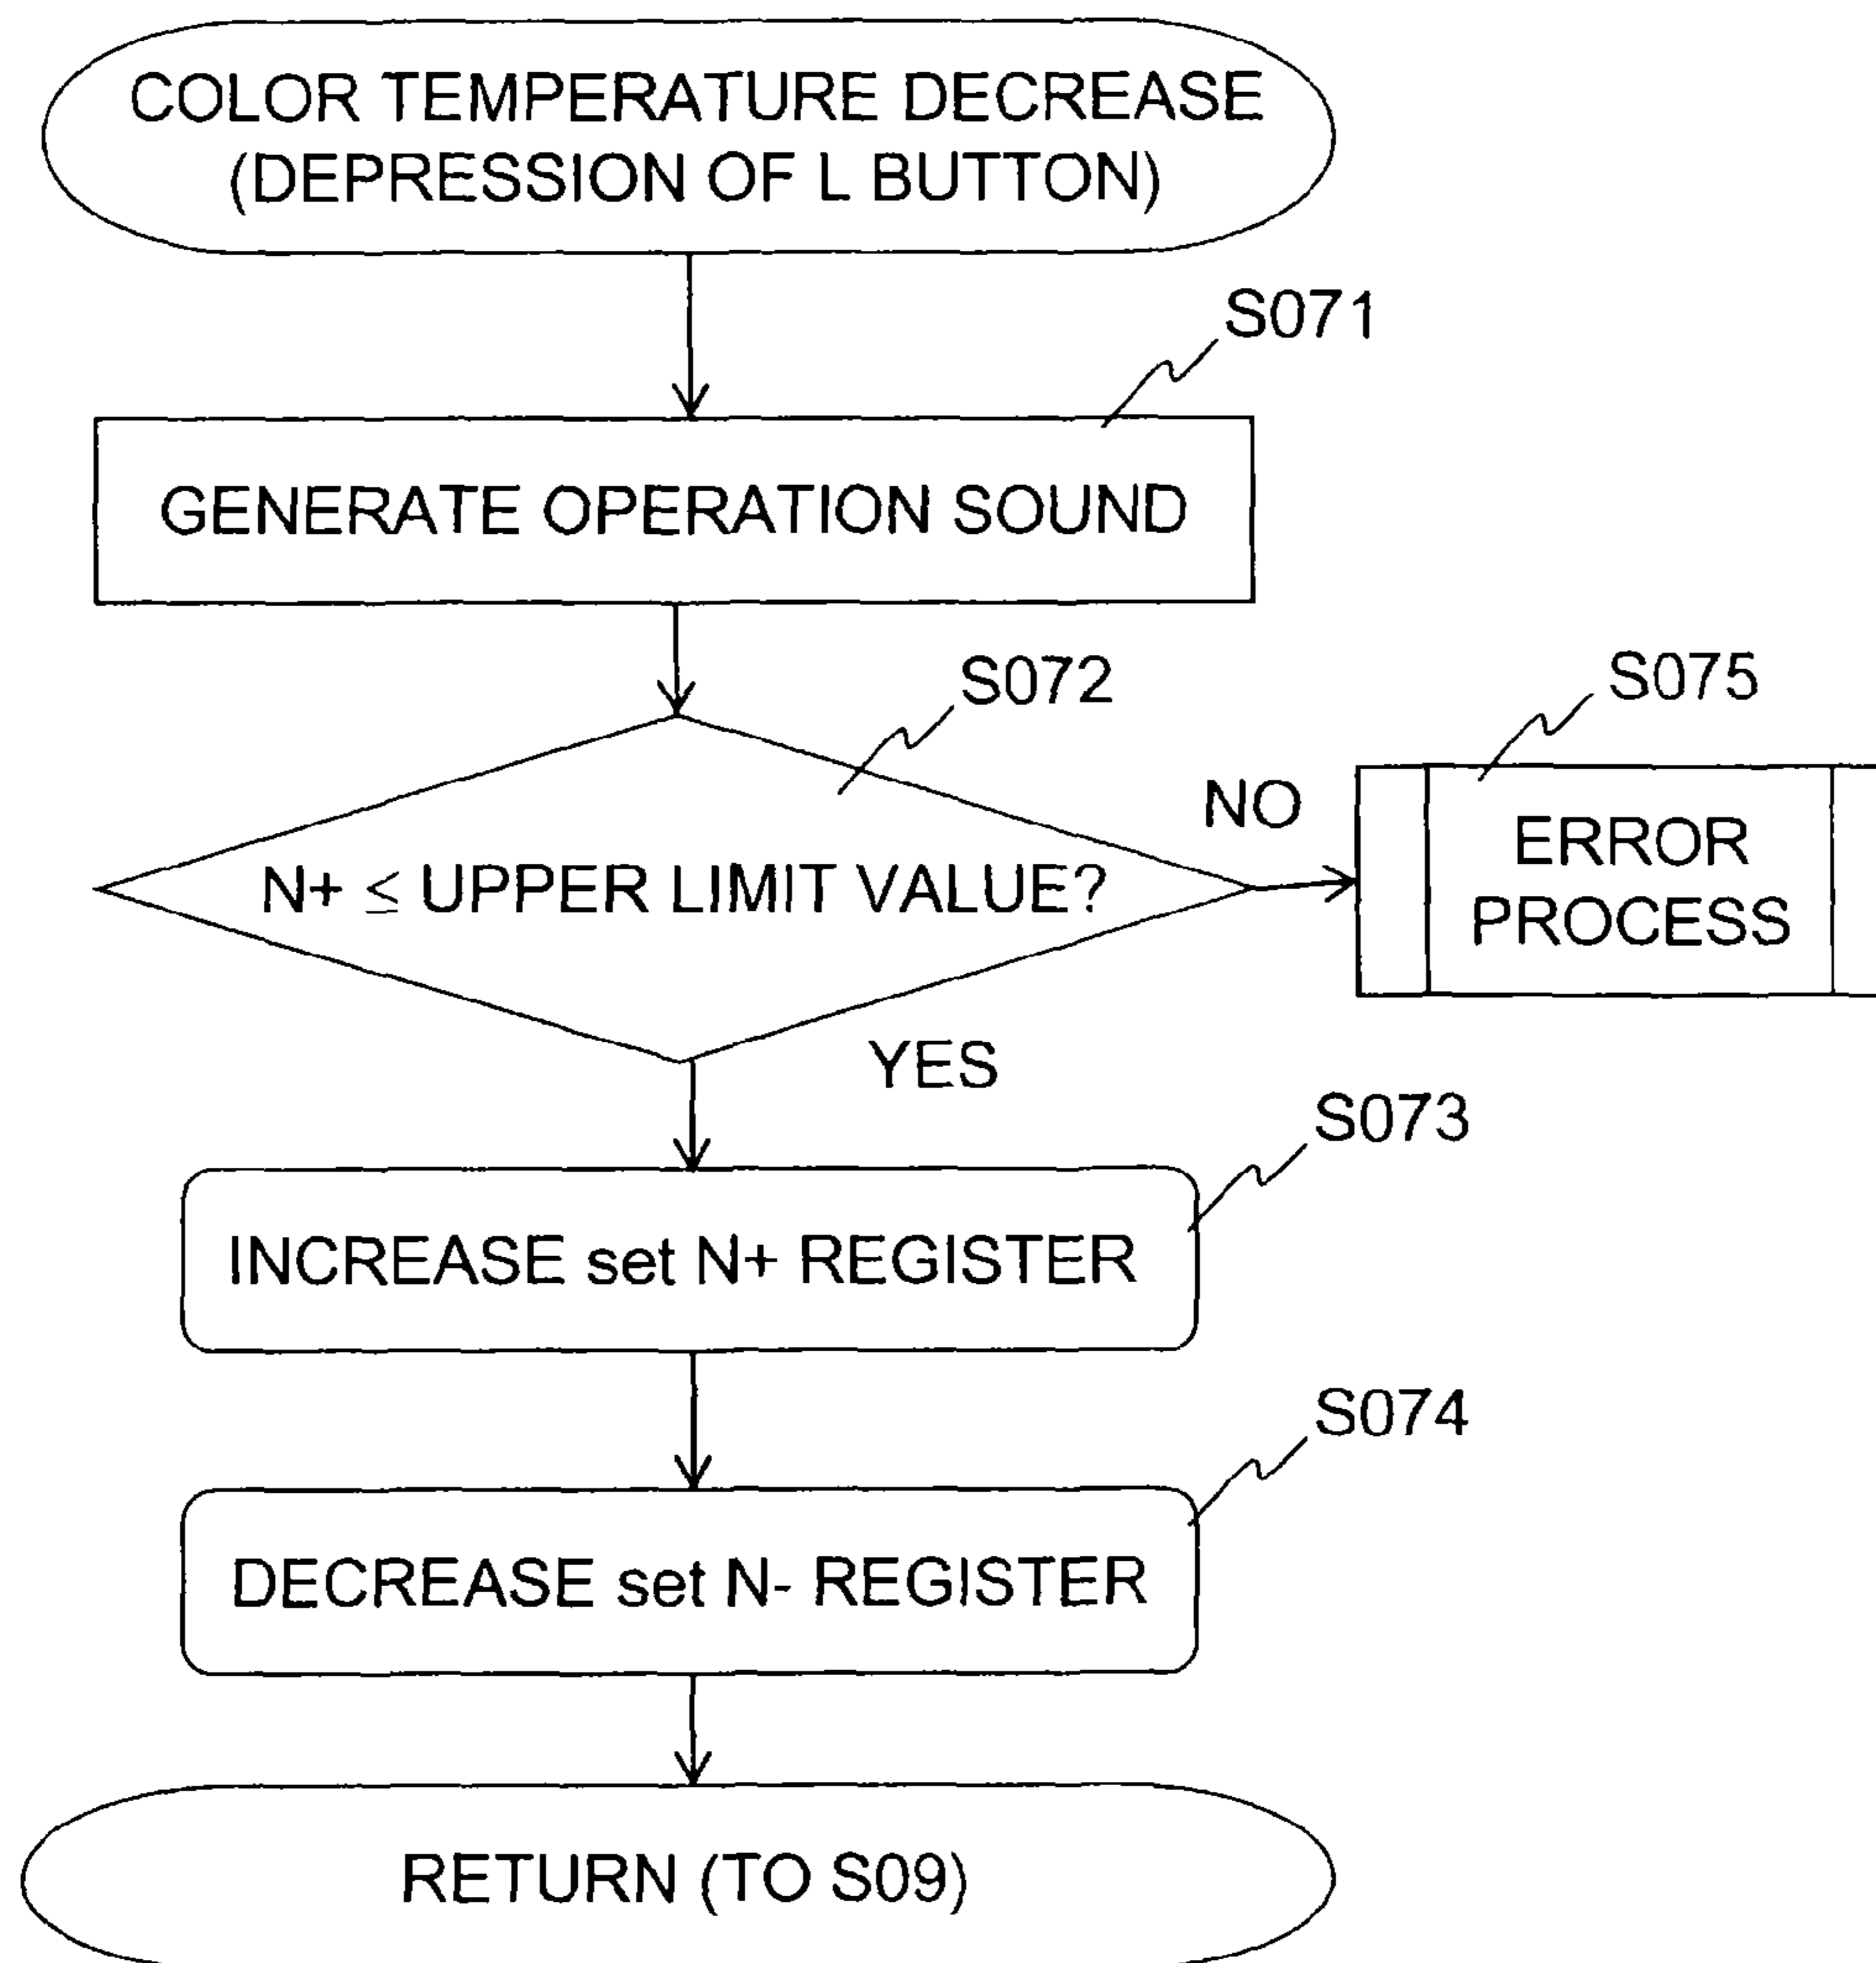 COLOR TEMPERATURE DECREASE
(DEPRESSION OF L BUTTON)
S071
GENERATE OPERATION SOUND
S072
S075
NO
N+ ≤ UPPER LIMIT VALUE?
ERROR
PROCESS
YES
S073
INCREASE set N+ REGISTER
S074
DECREASE set N- REGISTER
RETURN (TO S09)